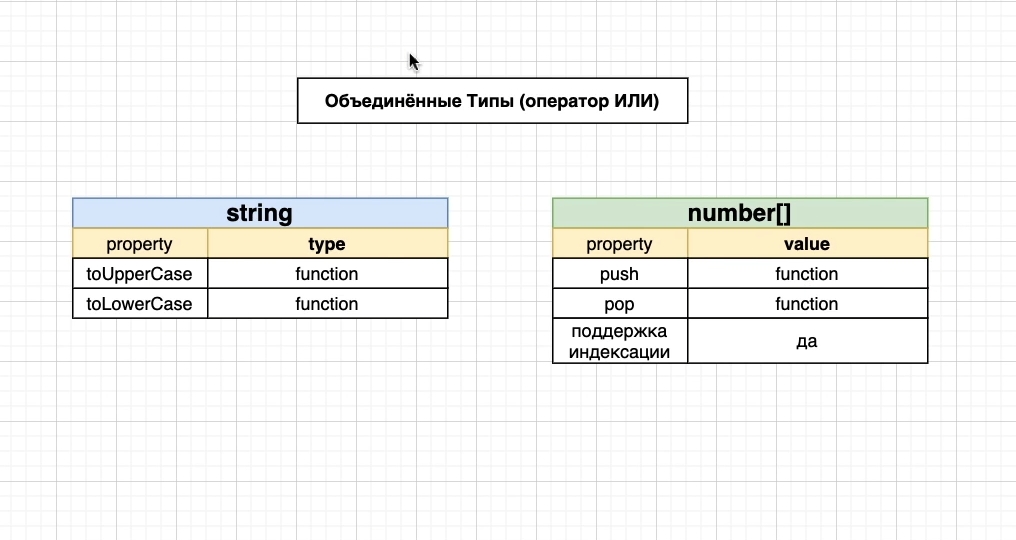 Объединённые Типы (оператор ИЛИ)
string
property type
toUpperCase function
toLowerCase function
number[]
property value
push function
pop function
поддержка
индексации
да